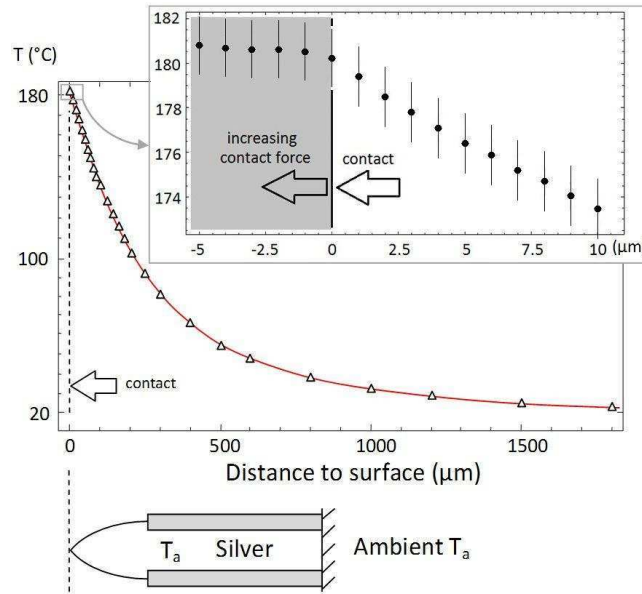 T (°C)
180
100
20
182
180
178
176
174
increasing
contact force
contact
-5
-2.5
0
2.5
5
7.5
10 (μm)
contact
0
500
1000
1500
Distance to surface (μm)
Tₐ Silver Ambient Tₐ